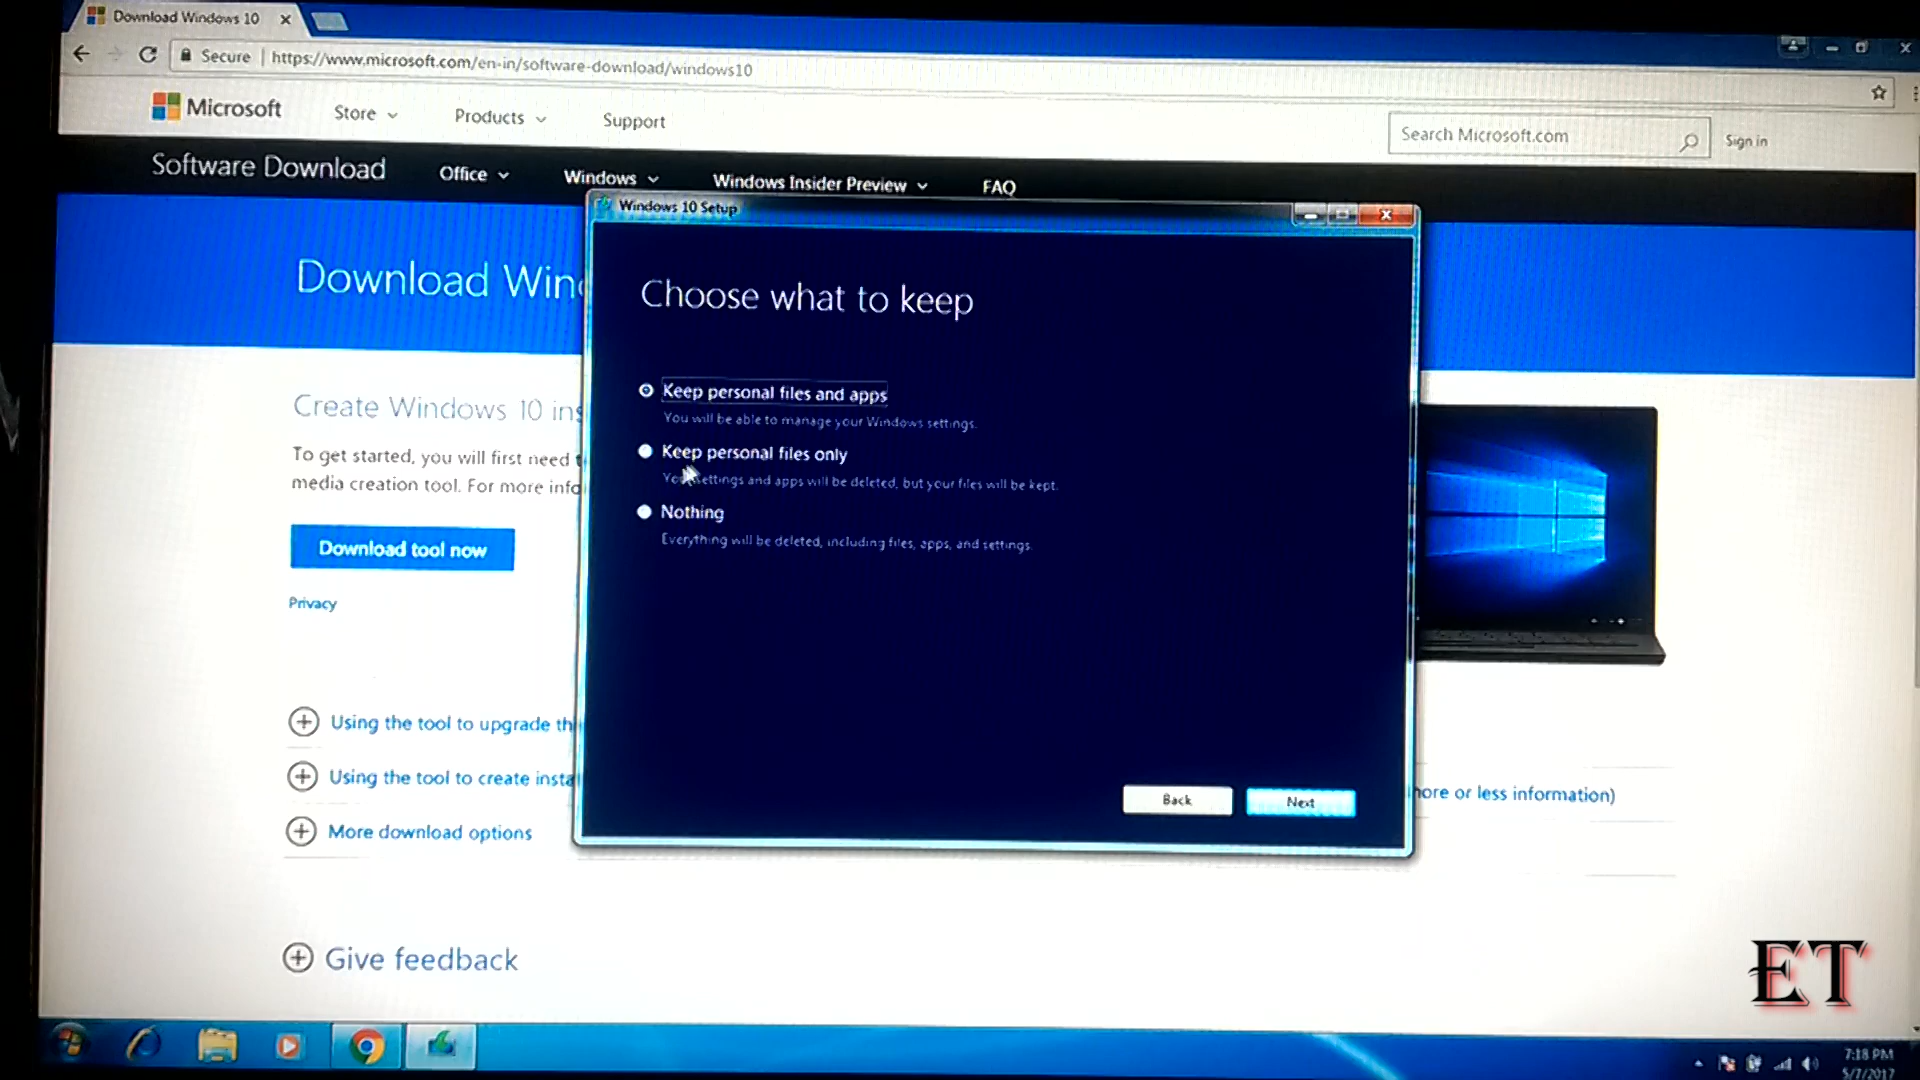 Download Windows 10
Secure | https://www.microsoft.com/en-in/software-download/windows10
Microsoft Store Products Support Search Microsoft.com Sign in
Software Download Office Windows Windows Insider Preview FAQ
Windows 10 Setup
Download Wind
Choose what to keep
Keep personal files and apps
You will be able to manage your Windows settings.
Keep personal files only
You settings and apps will be deleted, but your files will be kept.
Nothing
Everything will be deleted, including files, apps, and settings.
Back Next
Create Windows 10 ins
To get started, you will first need t
media creation tool. For more info
Download tool now
Privacy
Using the tool to upgrade th
Using the tool to create insta
more or less information)
More download options
Give feedback
ET
7:18 PM
5/7/2017